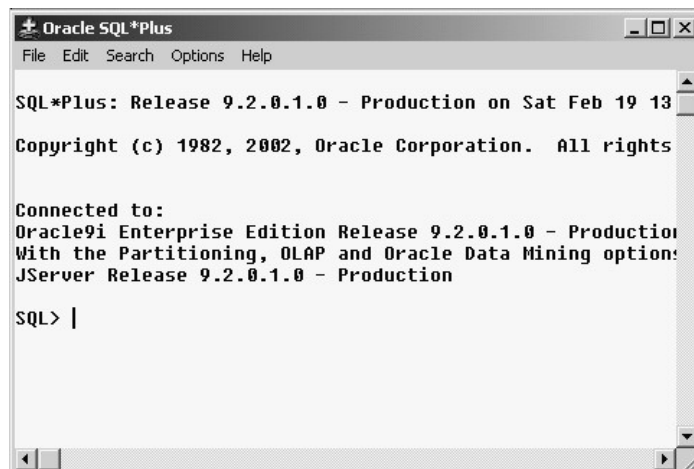 Oracle SQL*Plus
File Edit Search Options Help
SQL*Plus: Release 9.2.0.1.0 - Production on Sat Feb 19 13
Copyright (c) 1982, 2002, Oracle Corporation. All rights
Connected to:
Oracle9i Enterprise Edition Release 9.2.0.1.0 - Production
With the Partitioning, OLAP and Oracle Data Mining options
JServer Release 9.2.0.1.0 - Production
SQL>